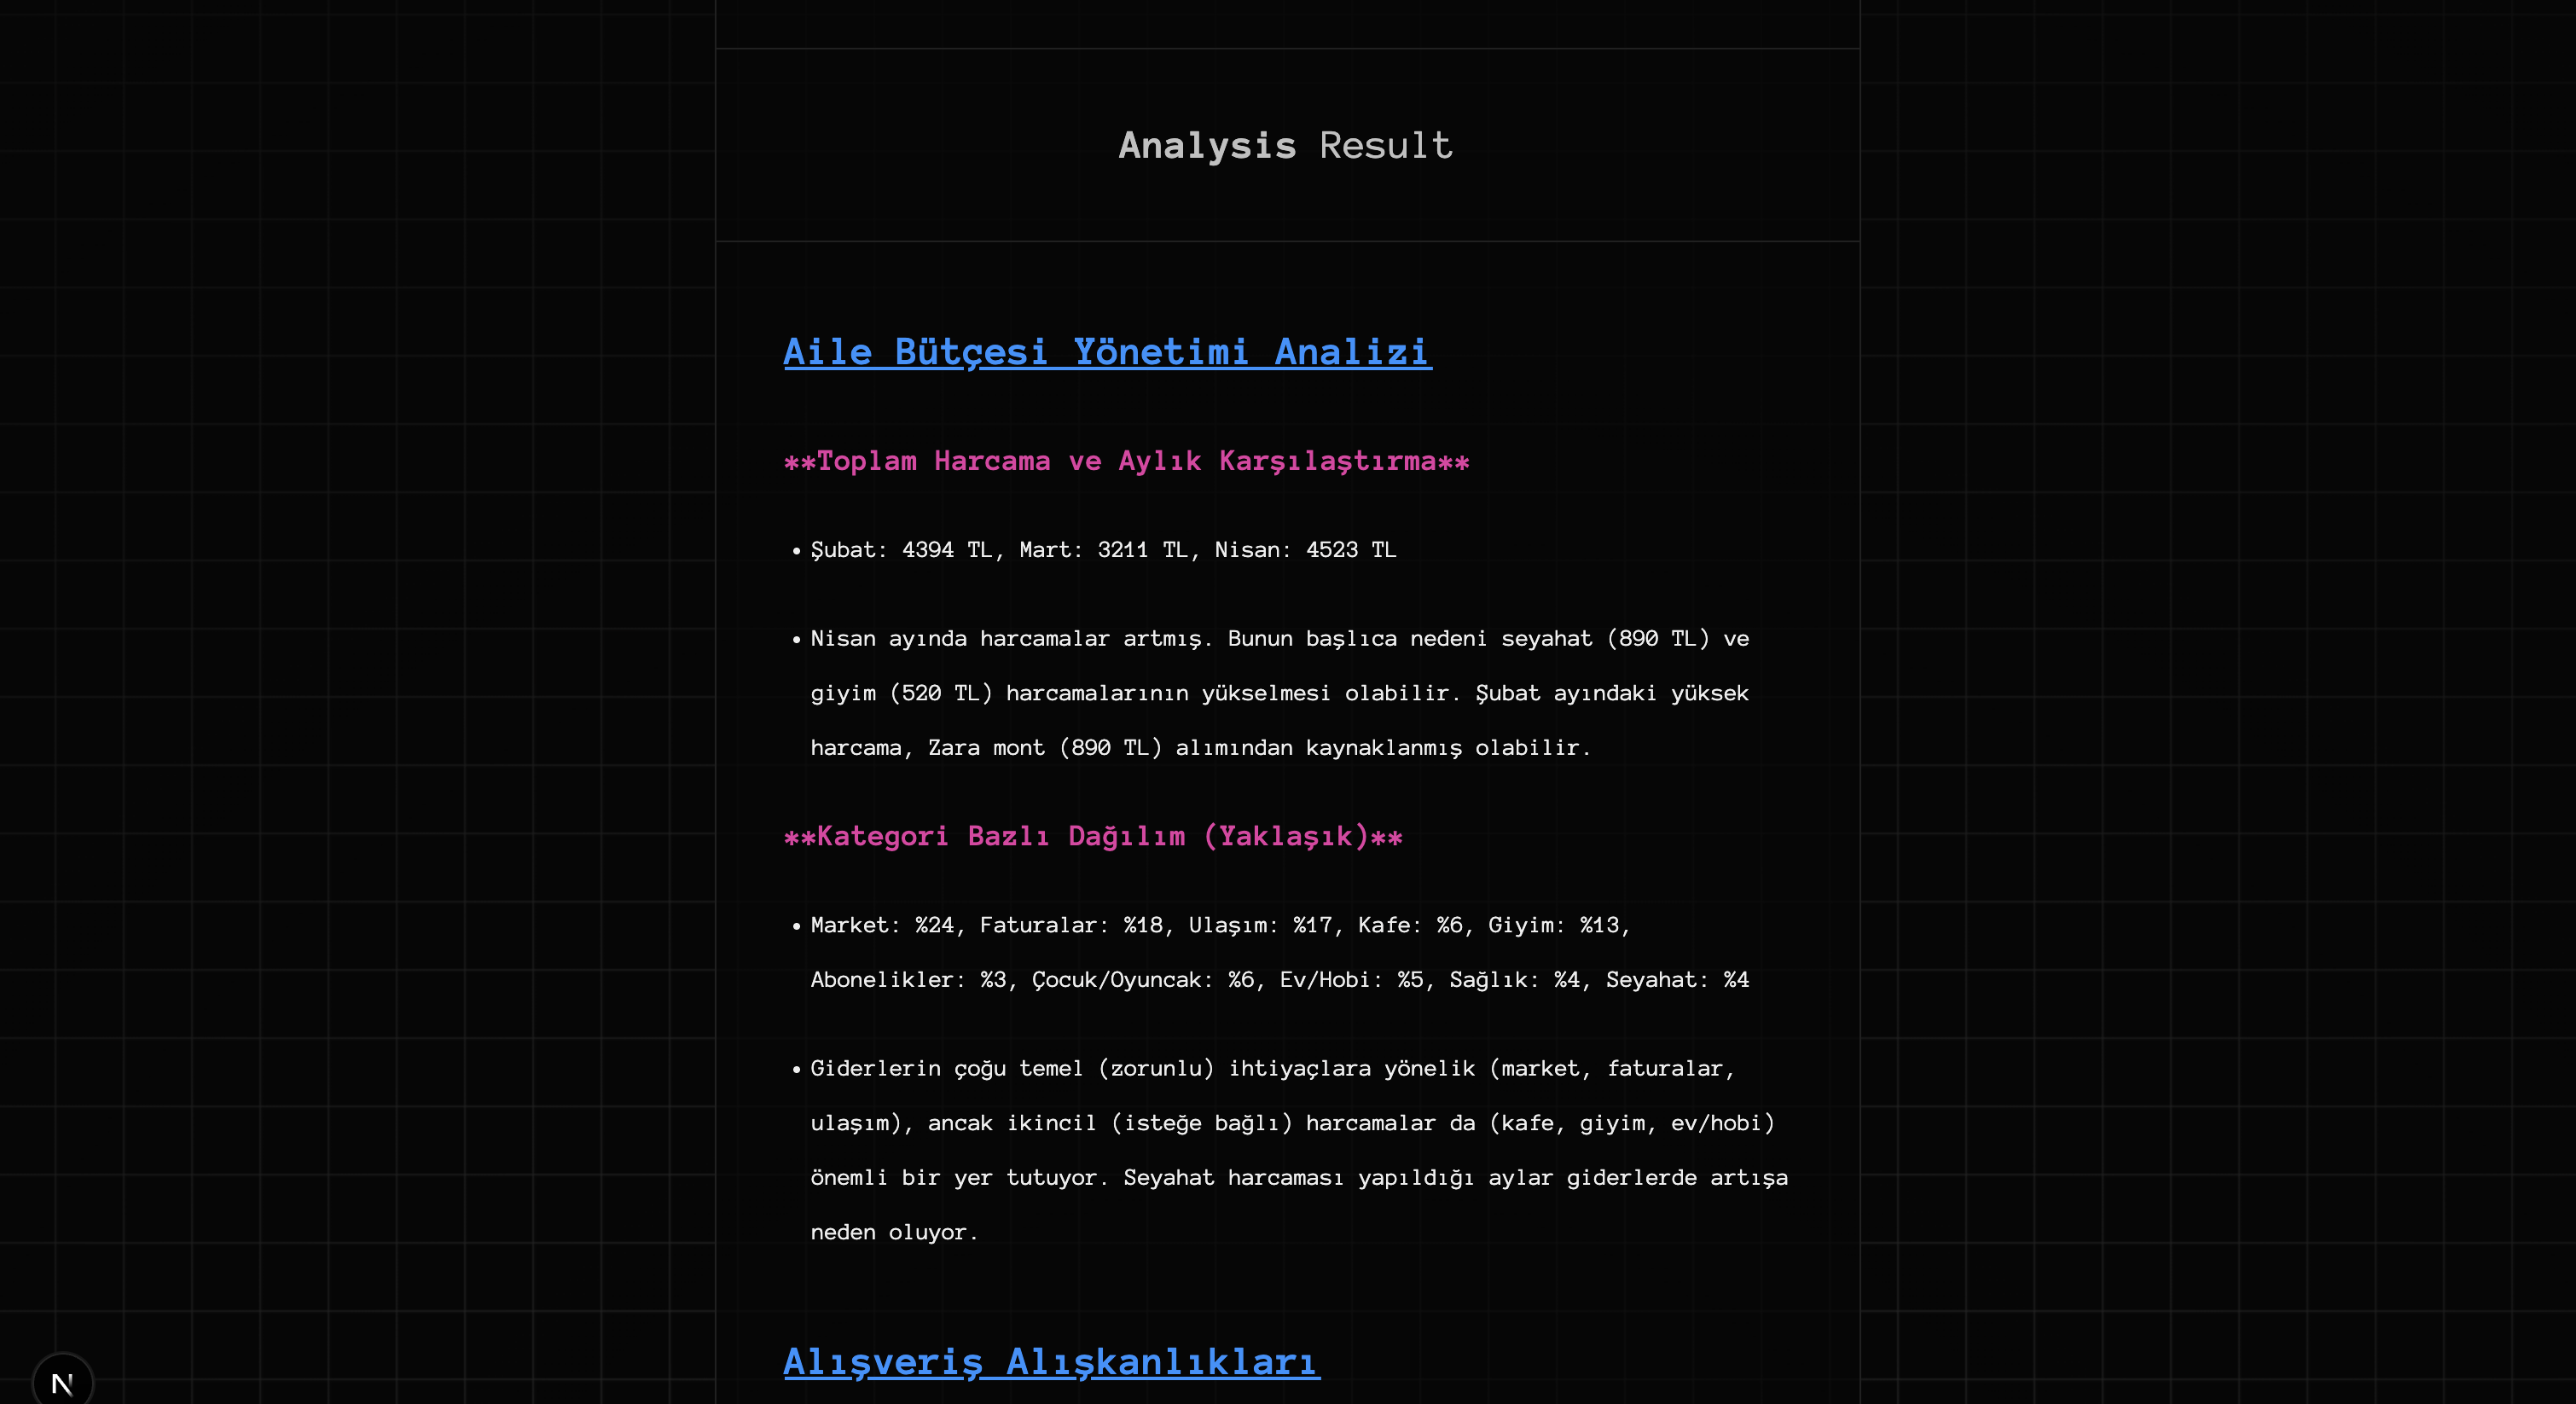 Analysis Result
Aile Bütçesi Yönetimi Analizi
**Toplam Harcama ve Aylık Karşılaştırma**
• Şubat: 4394 TL, Mart: 3211 TL, Nisan: 4523 TL
• Nisan ayında harcamalar artmış. Bunun başlıca nedeni seyahat (890 TL) ve
giyim (520 TL) harcamalarının yükselmesi olabilir. Şubat ayındaki yüksek
harcama, Zara mont (890 TL) alımından kaynaklanmış olabilir.
**Kategori Bazlı Dağılım (Yaklaşık)**
• Market: %24, Faturalar: %18, Ulaşım: %17, Kafe: %6, Giyim: %13,
Abonelikler: %3, Çocuk/Oyuncak: %6, Ev/Hobi: %5, Sağlık: %4, Seyahat: %4
• Giderlerin çoğu temel (zorunlu) ihtiyaçlara yönelik (market, faturalar,
ulaşım), ancak ikincil (isteğe bağlı) harcamalar da (kafe, giyim, ev/hobi)
önemli bir yer tutuyor. Seyahat harcaması yapıldığı aylar giderlerde artışa
neden oluyor.
Alışveriş Alışkanlıkları
N